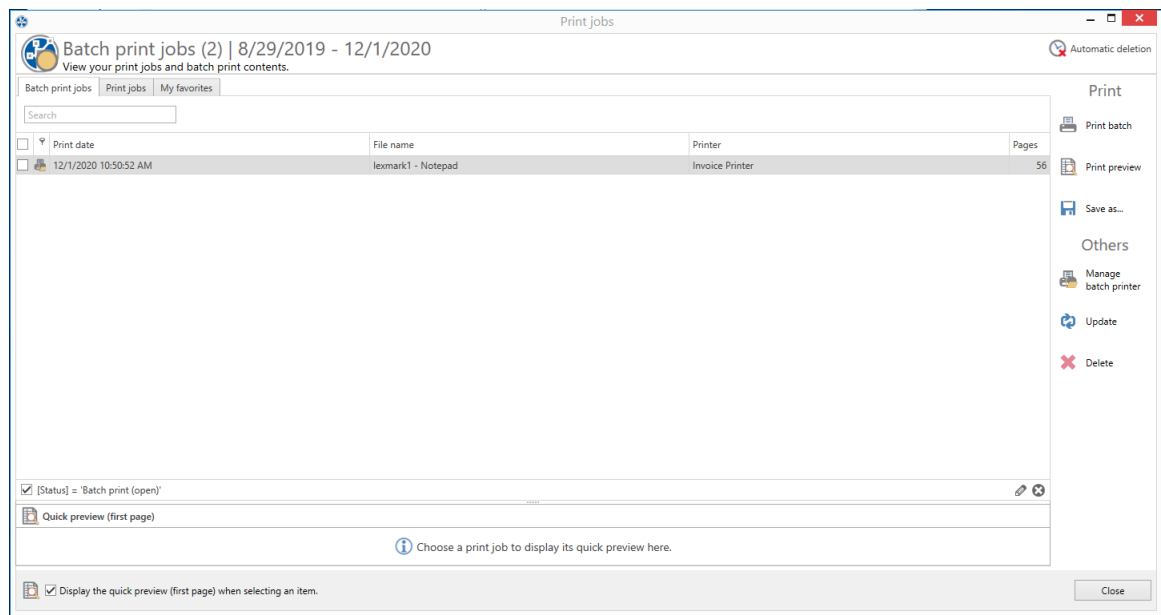 Print jobs
Batch print jobs (2) | 8/29/2019 - 12/1/2020
View your print jobs and batch print contents.
Automatic deletion
Batch print jobs Print jobs My favorites
Search
Print date File name Printer Pages
12/1/2020 10:50:52 AM lexmark1 - Notepad Invoice Printer 56
[Status] = 'Batch print (open)'
Quick preview (first page)
Choose a print job to display its quick preview here.
Display the quick preview (first page) when selecting an item.
Print
Print batch
Print preview
Save as...
Others
Manage
batch printer
Update
Delete
Close